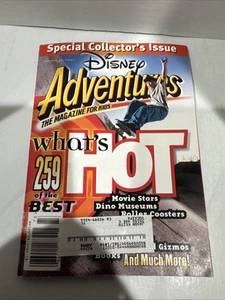 Special Collector's Issue
Disney
Adventures
THE MAGAZINE FOR KIDS
what's
HOT
259
of the
BEST
Movie Stars
Dino Museums
Roller Coasters
Gizmos
Books
And Much More!